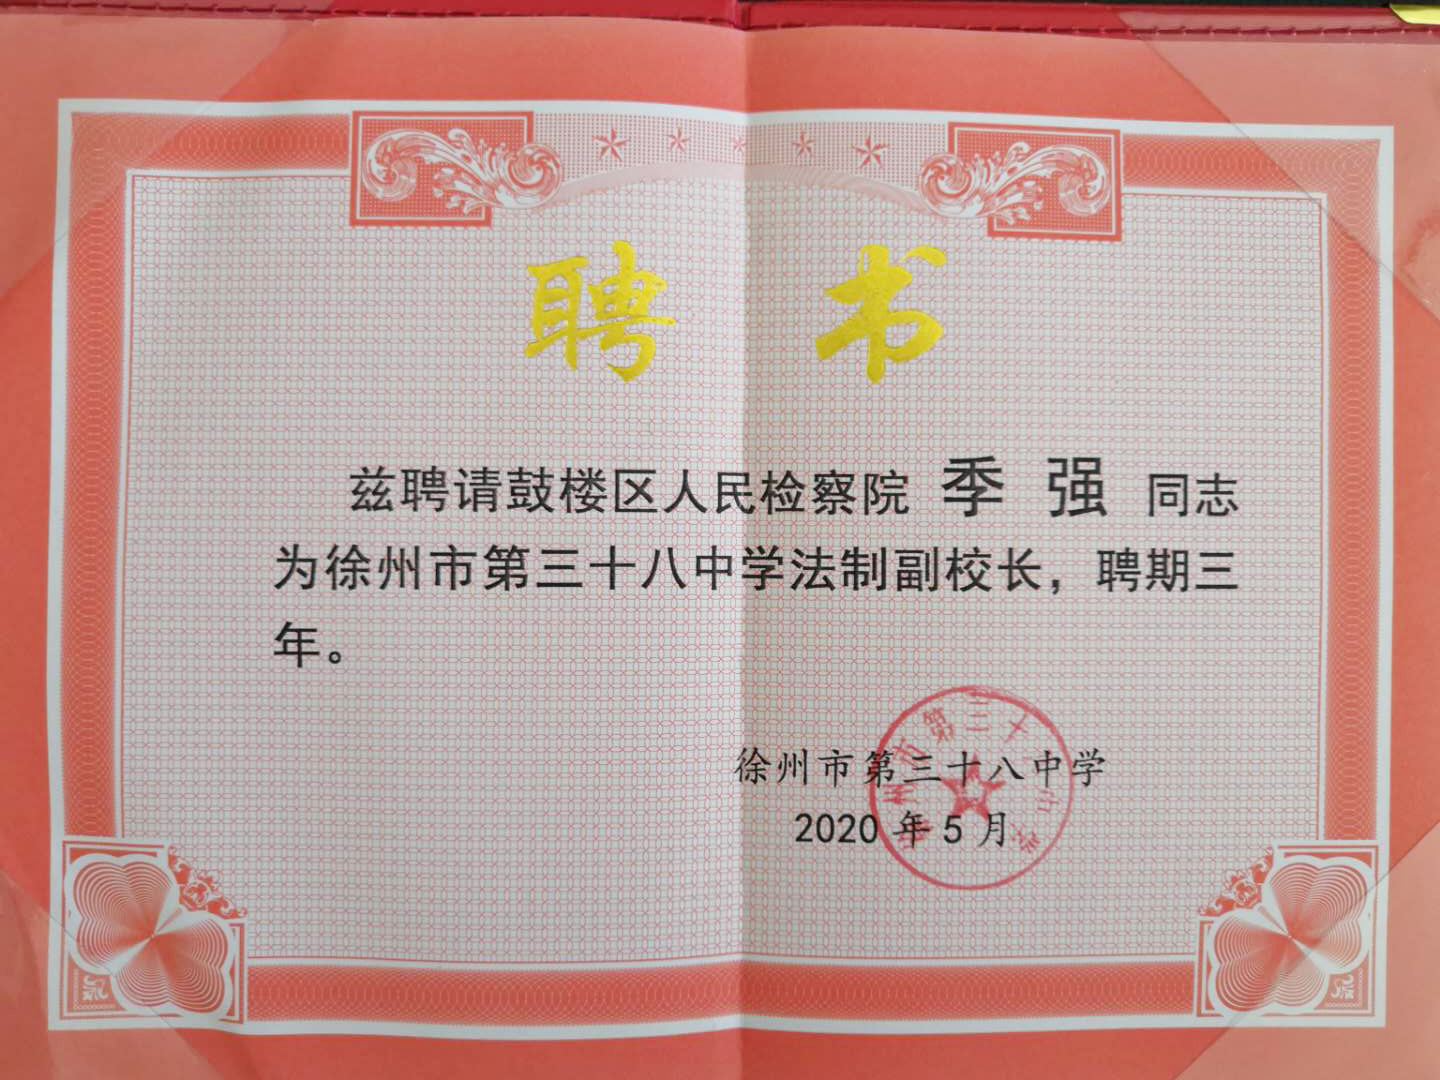 聘书
兹聘请鼓楼区人民检察院 季 强 同志
为徐州市第三十八中学法制副校长，聘期三
年。
徐州市第三十八中学
2020 年 5 月